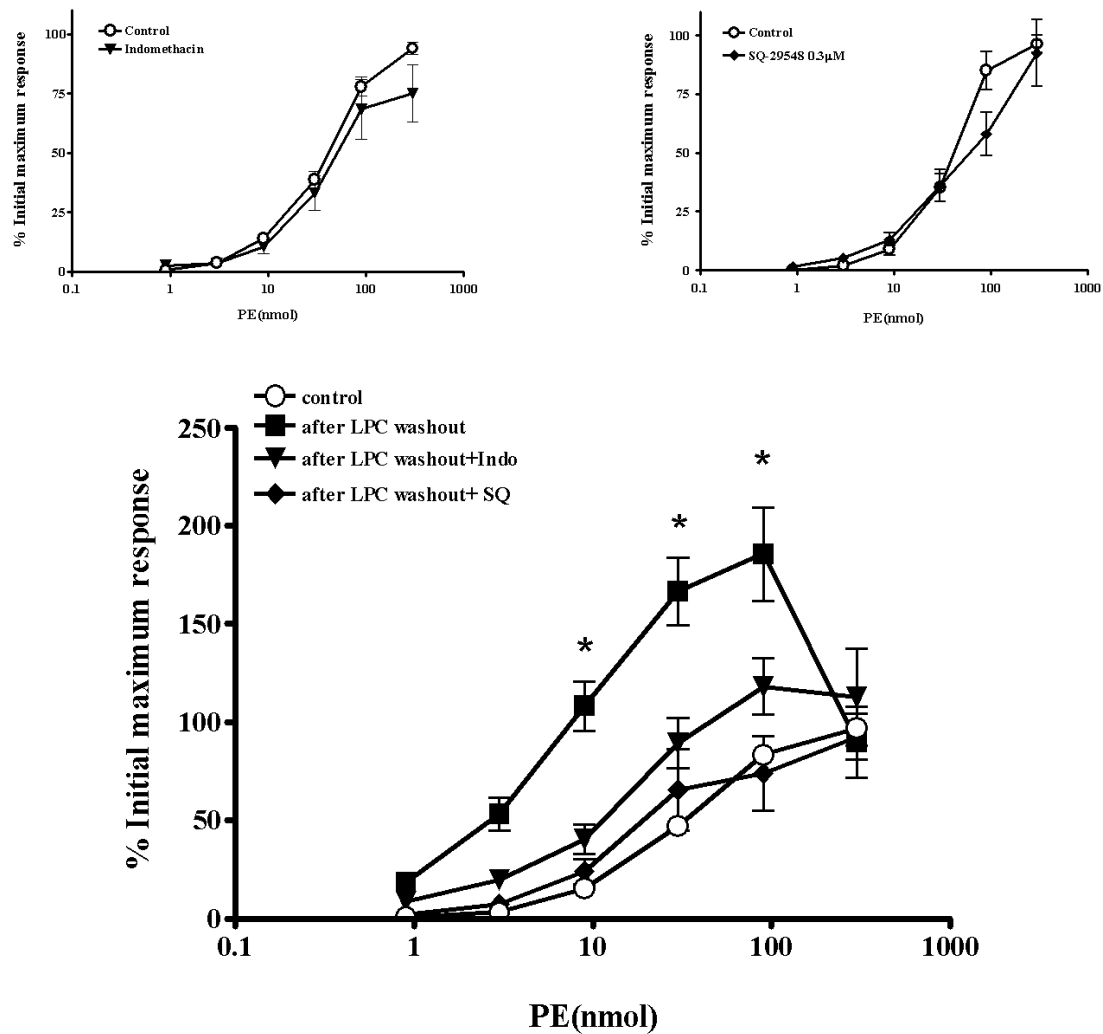 Control
Indomethacin
100
75
50
25
0
0.1 1 10 100 1000
% Initial maximum response
PE(nmol)
Control
SQ-29548 0.3µM
100
75
50
25
0
0.1 1 10 100 1000
% Initial maximum response
PE(nmol)
control
after LPC washout
after LPC washout+Indo
after LPC washout+ SQ
250
200
150
100
50
0
* * *
0.1 1 10 100 1000
% Initial maximum response
PE(nmol)